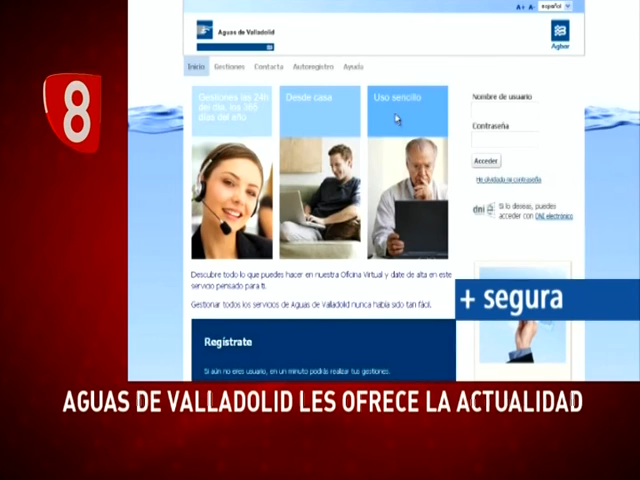 A+ A- español
Aguas de Valladolid
Agbar
Inicio Gestiones Contacta Autoregistro Ayuda
8
Gestiones las 24h
del día, los 365
días del año
Desde casa
Uso sencillo
Nombre de usuario
Contraseña
Acceder
He olvidado mi contraseña
dni
Si lo deseas, puedes
acceder con DNI electrónico
Descubre todo lo que puedes hacer en nuestra Oficina Virtual y date de alta en este
servicio pensado para ti.
Gestionar todos los servicios de Aguas de Valladolid nunca había sido tan fácil.
+ segura
Regístrate
Si aún no eres usuario, en un minuto podrás realizar tus gestiones.
AGUAS DE VALLADOLID LES OFRECE LA ACTUALIDAD